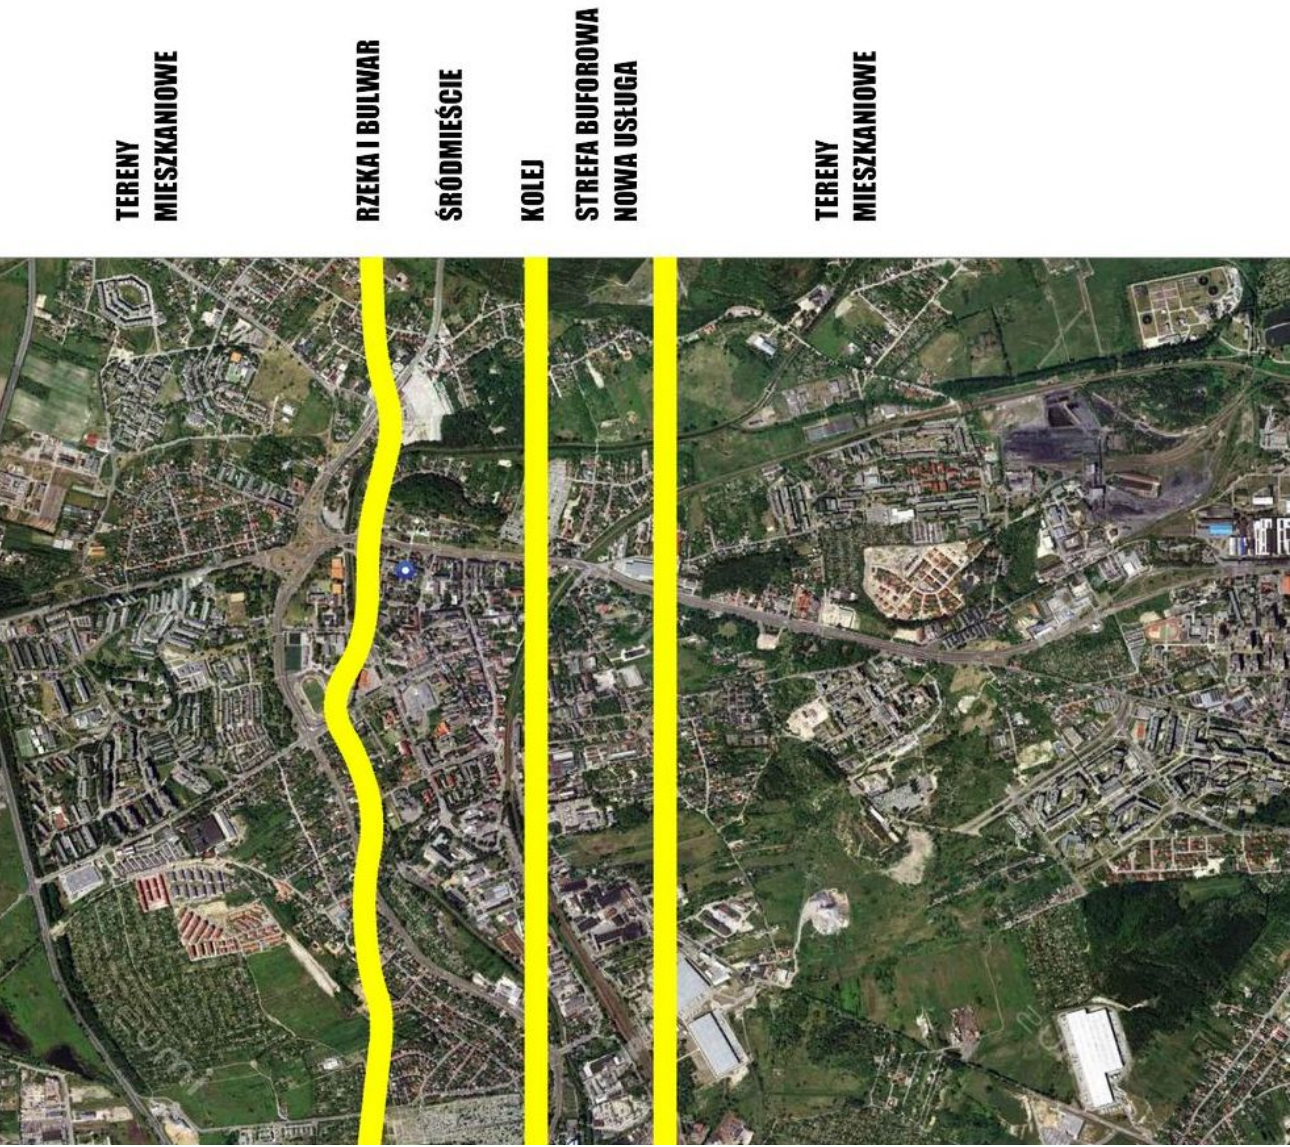 TERENY
MIESZKANIOWE
RZEKA I BULWAR
ŚRÓDMIEŚCIE
KOLEJ
STREFA BUFOROWA
NOWA USŁUGA
TERENY
MIESZKANIOWE